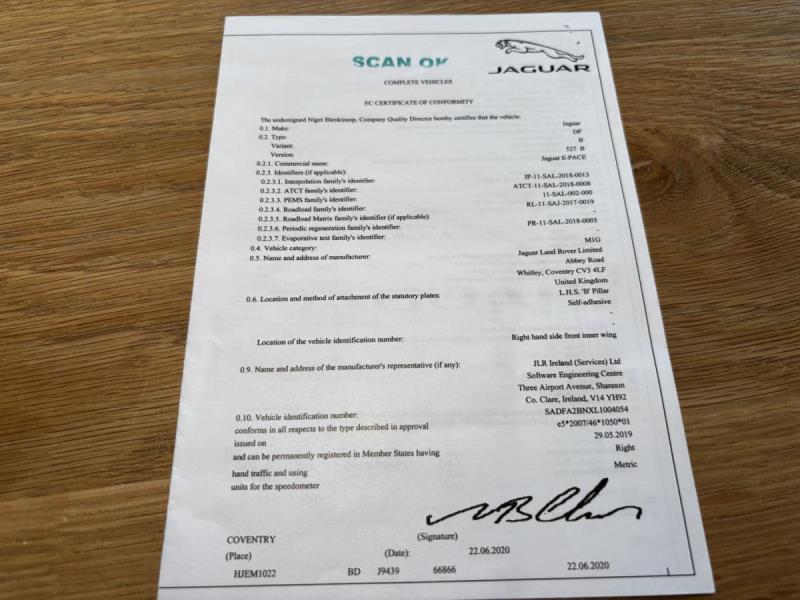 SCAN OK
JAGUAR
COMPLETE VEHICLES
EC CERTIFICATE OF CONFORMITY
The undersigned Nigel Blenkinsop, Company Quality Director hereby certifies that the vehicle:
0.1. Make: Jaguar
0.2. Type: DF
Variant: B
Version: 527 B
0.2.1. Commercial name: Jaguar E-PACE
0.2.3. Identifiers (if applicable):
0.2.3.1. Interpolation family's identifier: IP-11-SAL-2018-0013
0.2.3.2. ATCT family's identifier: ATCT-11-SAL-2018-0008
0.2.3.3. PEMS family's identifier: 11-SAL-002-000
0.2.3.4. Roadload family's identifier: RL-11-SAJ-2017-0019
0.2.3.5. Roadload Matrix family's identifier (if applicable): -
0.2.3.6. Periodic regeneration family's identifier: PR-11-SAL-2018-0003
0.2.3.7. Evaporative test family's identifier: -
0.4. Vehicle category: M1G
0.5. Name and address of manufacturer: Jaguar Land Rover Limited
Abbey Road
Whitley, Coventry CV3 4LF
United Kingdom
0.6. Location and method of attachment of the statutory plates: L.H.S. 'B' Pillar
Self-adhesive
-
-
Location of the vehicle identification number: Right hand side front inner wing
0.9. Name and address of the manufacturer's representative (if any): JLR Ireland (Services) Ltd
Software Engineering Centre
Three Airport Avenue, Shannon
Co. Clare, Ireland, V14 YH92
0.10. Vehicle identification number: SADFA2BNXL1004054
conforms in all respects to the type described in approval e5*2007/46*1050*01
issued on 29.05.2019
and can be permanently registered in Member States having Right
hand traffic and using Metric
units for the speedometer
COVENTRY (Signature)
(Place) (Date): 22.06.2020
HJEM1022 BD J9439 66866 22.06.2020